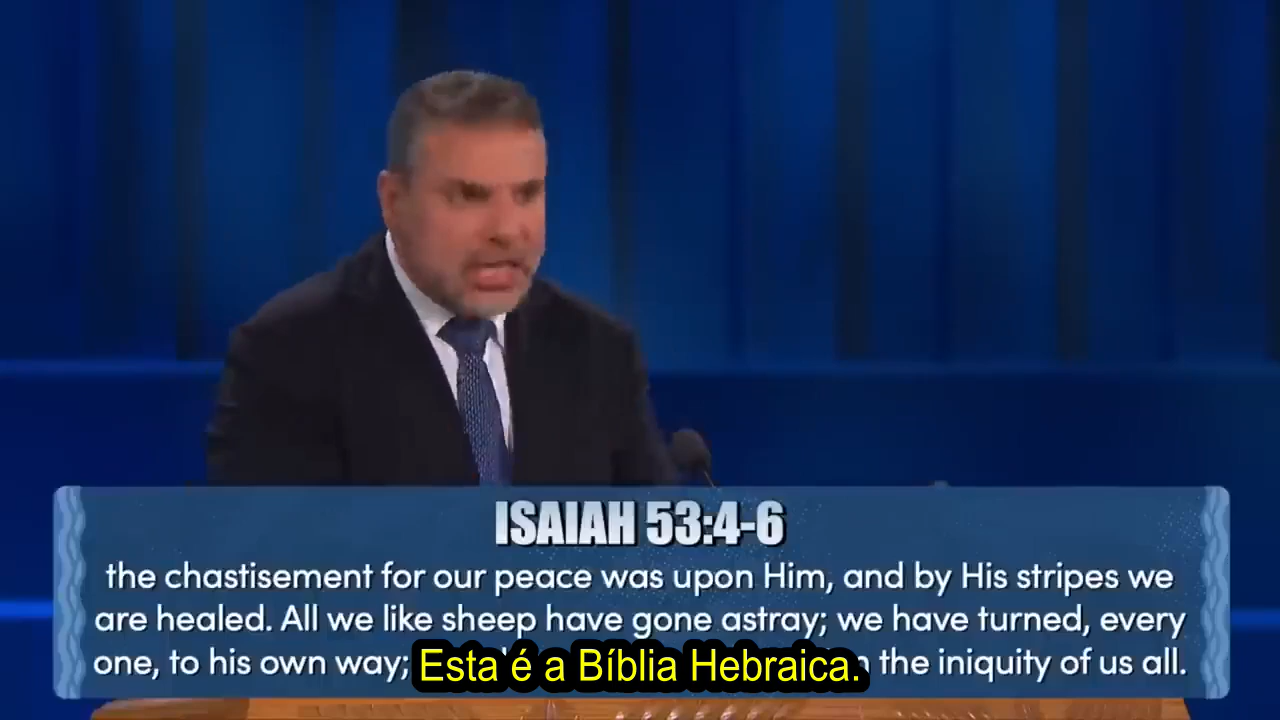 ISAIAH 53:4-6
the chastisement for our peace was upon Him, and by His stripes we
are healed. All we like sheep have gone astray; we have turned, every
one, to his own way; the iniquity of us all.
Esta é a Bíblia Hebraica.